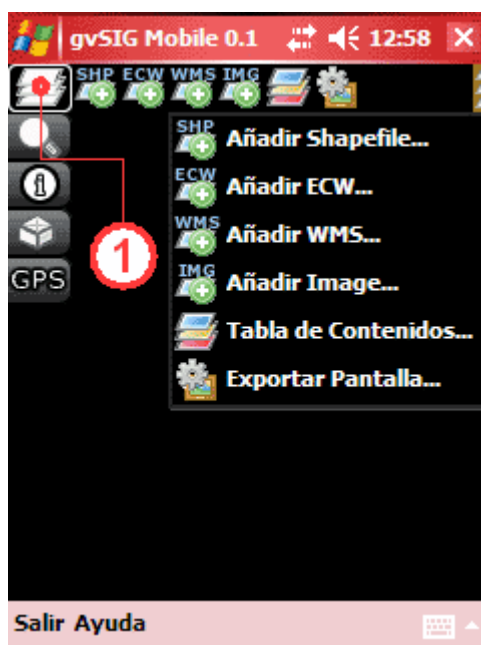 gvSIG Mobile 0.1 12:58
SHP ECW WMS IMG
SHP Añadir Shapefile...
ECW Añadir ECW...
WMS Añadir WMS...
1
IMG Añadir Image...
GPS
Tabla de Contenidos...
Exportar Pantalla...
Salir Ayuda